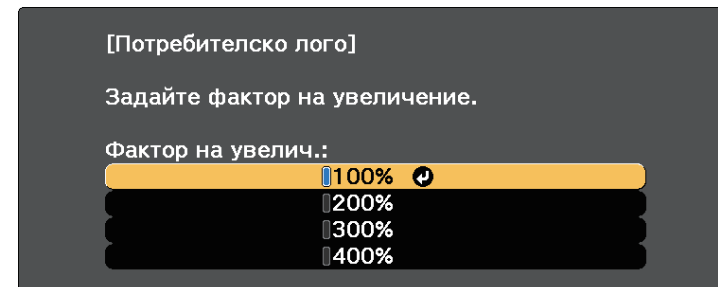 [Потребителско лого]
Задайте фактор на увеличение.
Фактор на увелич.:
100%
200%
300%
400%